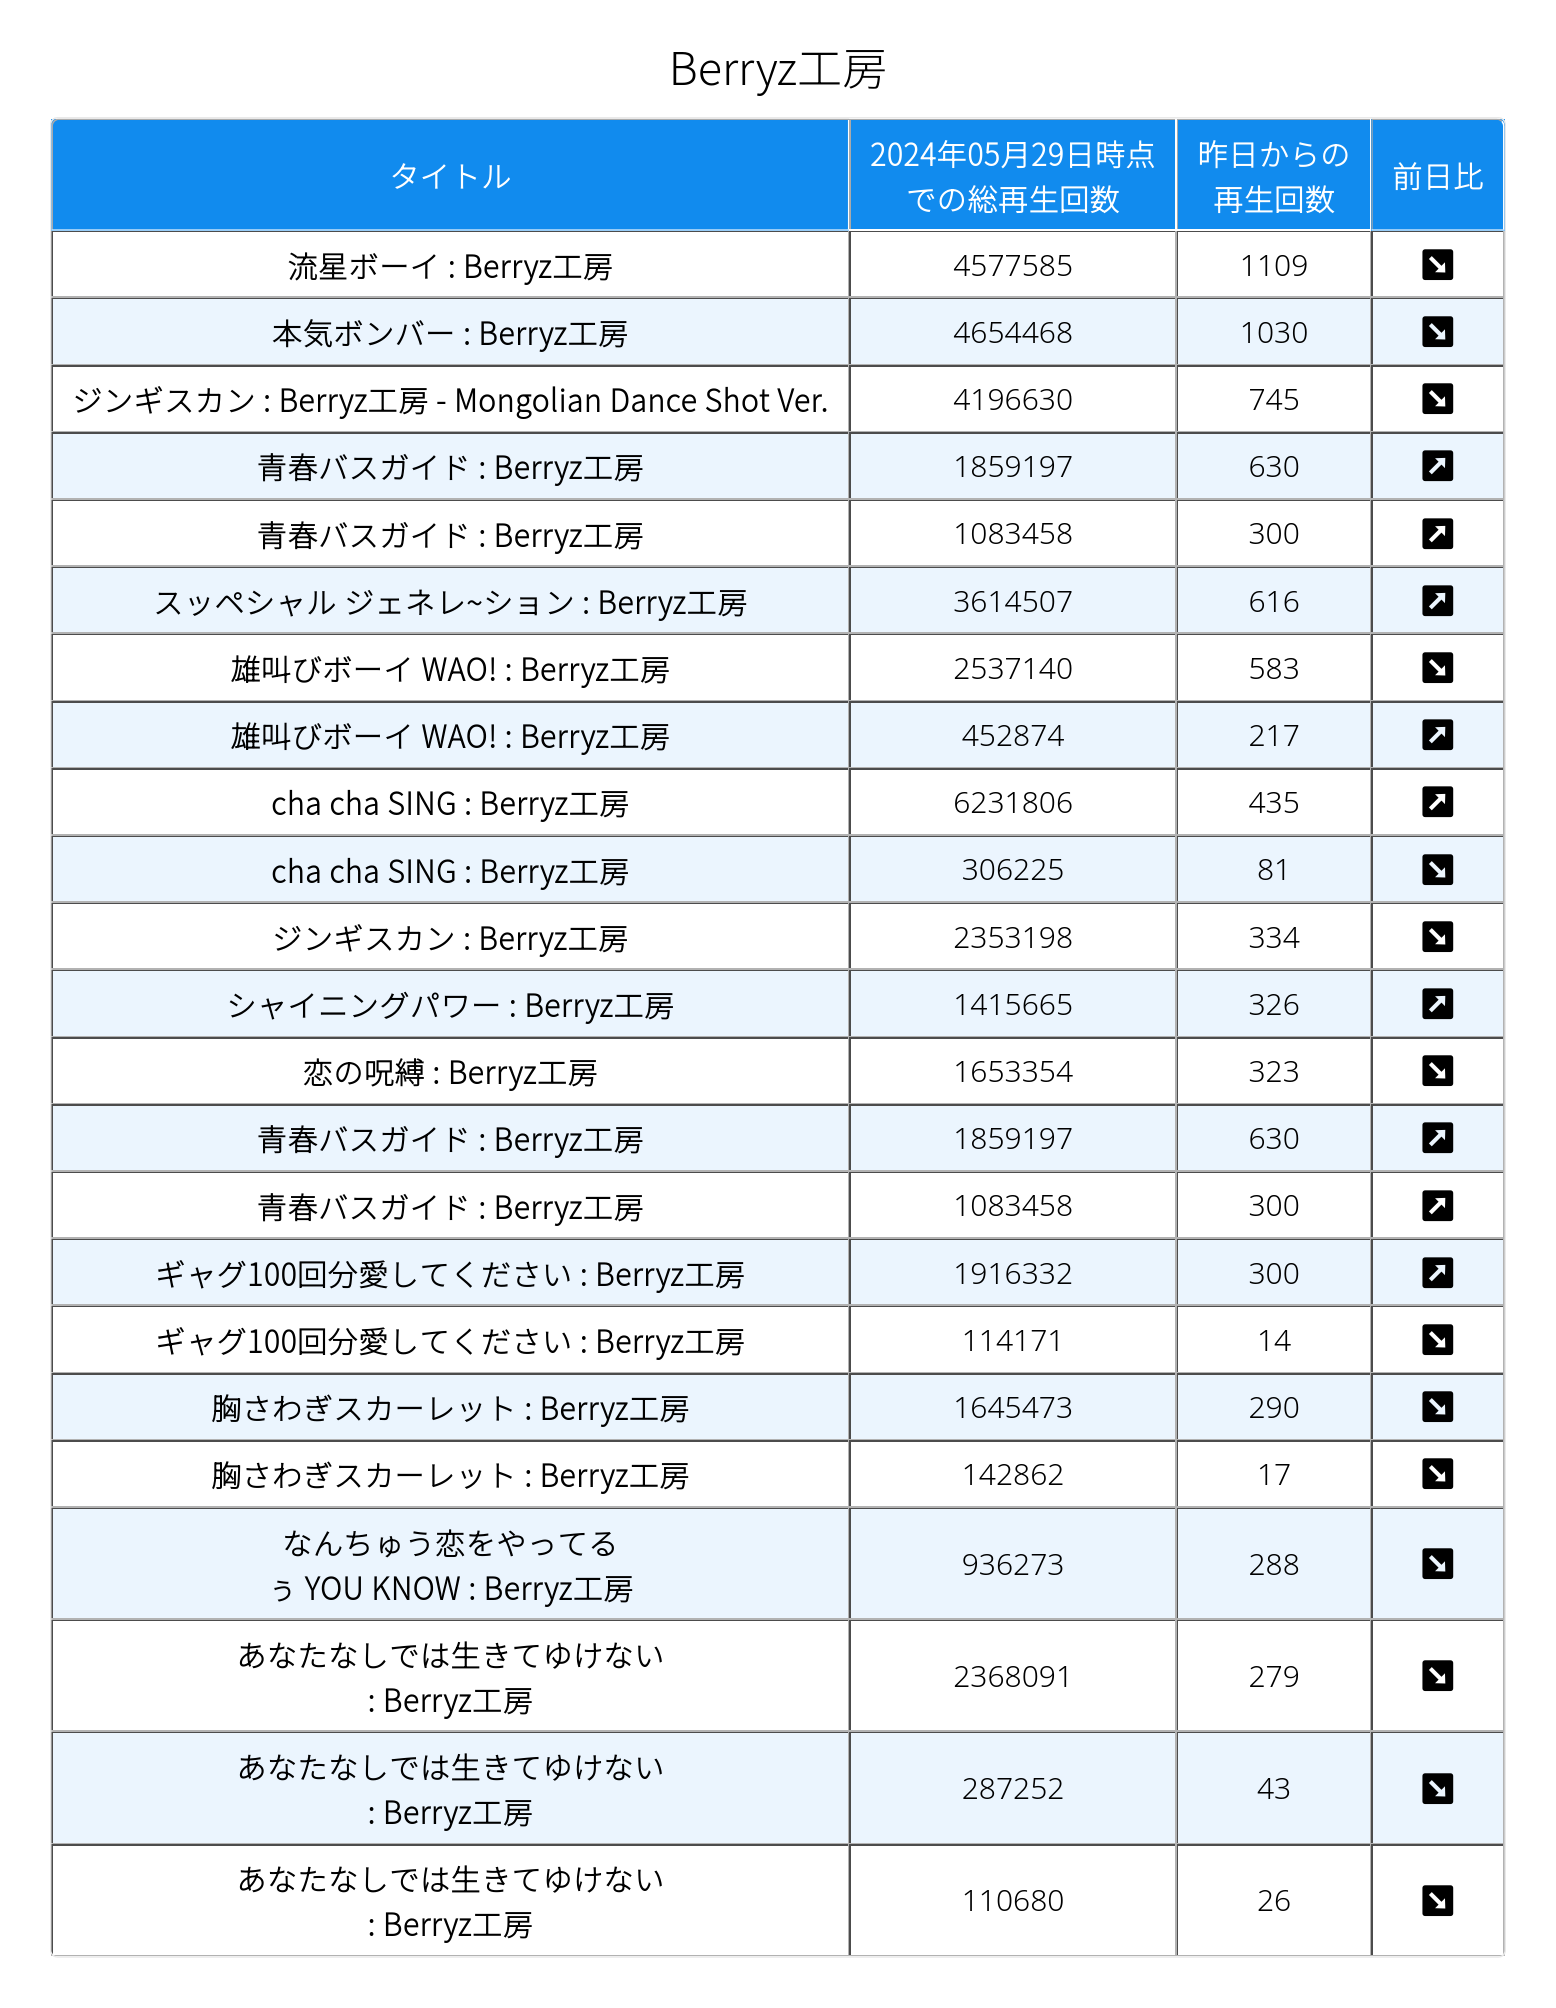 Berryz工房
タイトル
2024年05月29日時点
での総再生回数
昨日からの
再生回数
前日比
流星ボーイ : Berryz工房 4577585 1109
本気ボンバー : Berryz工房 4654468 1030
ジンギスカン : Berryz工房 - Mongolian Dance Shot Ver. 4196630 745
青春バスガイド : Berryz工房 1859197 630
青春バスガイド : Berryz工房 1083458 300
スッペシャル ジェネレ~ション : Berryz工房 3614507 616
雄叫びボーイ WAO! : Berryz工房 2537140 583
雄叫びボーイ WAO! : Berryz工房 452874 217
cha cha SING : Berryz工房 6231806 435
cha cha SING : Berryz工房 306225 81
ジンギスカン : Berryz工房 2353198 334
シャイニングパワー : Berryz工房 1415665 326
恋の呪縛 : Berryz工房 1653354 323
青春バスガイド : Berryz工房 1859197 630
青春バスガイド : Berryz工房 1083458 300
ギャグ100回分愛してください : Berryz工房 1916332 300
ギャグ100回分愛してください : Berryz工房 114171 14
胸さわぎスカーレット : Berryz工房 1645473 290
胸さわぎスカーレット : Berryz工房 142862 17
なんちゅう恋をやってる
ぅ YOU KNOW : Berryz工房 936273 288
あなたなしでは生きてゆけない
: Berryz工房 2368091 279
あなたなしでは生きてゆけない
: Berryz工房 287252 43
あなたなしでは生きてゆけない
: Berryz工房 110680 26